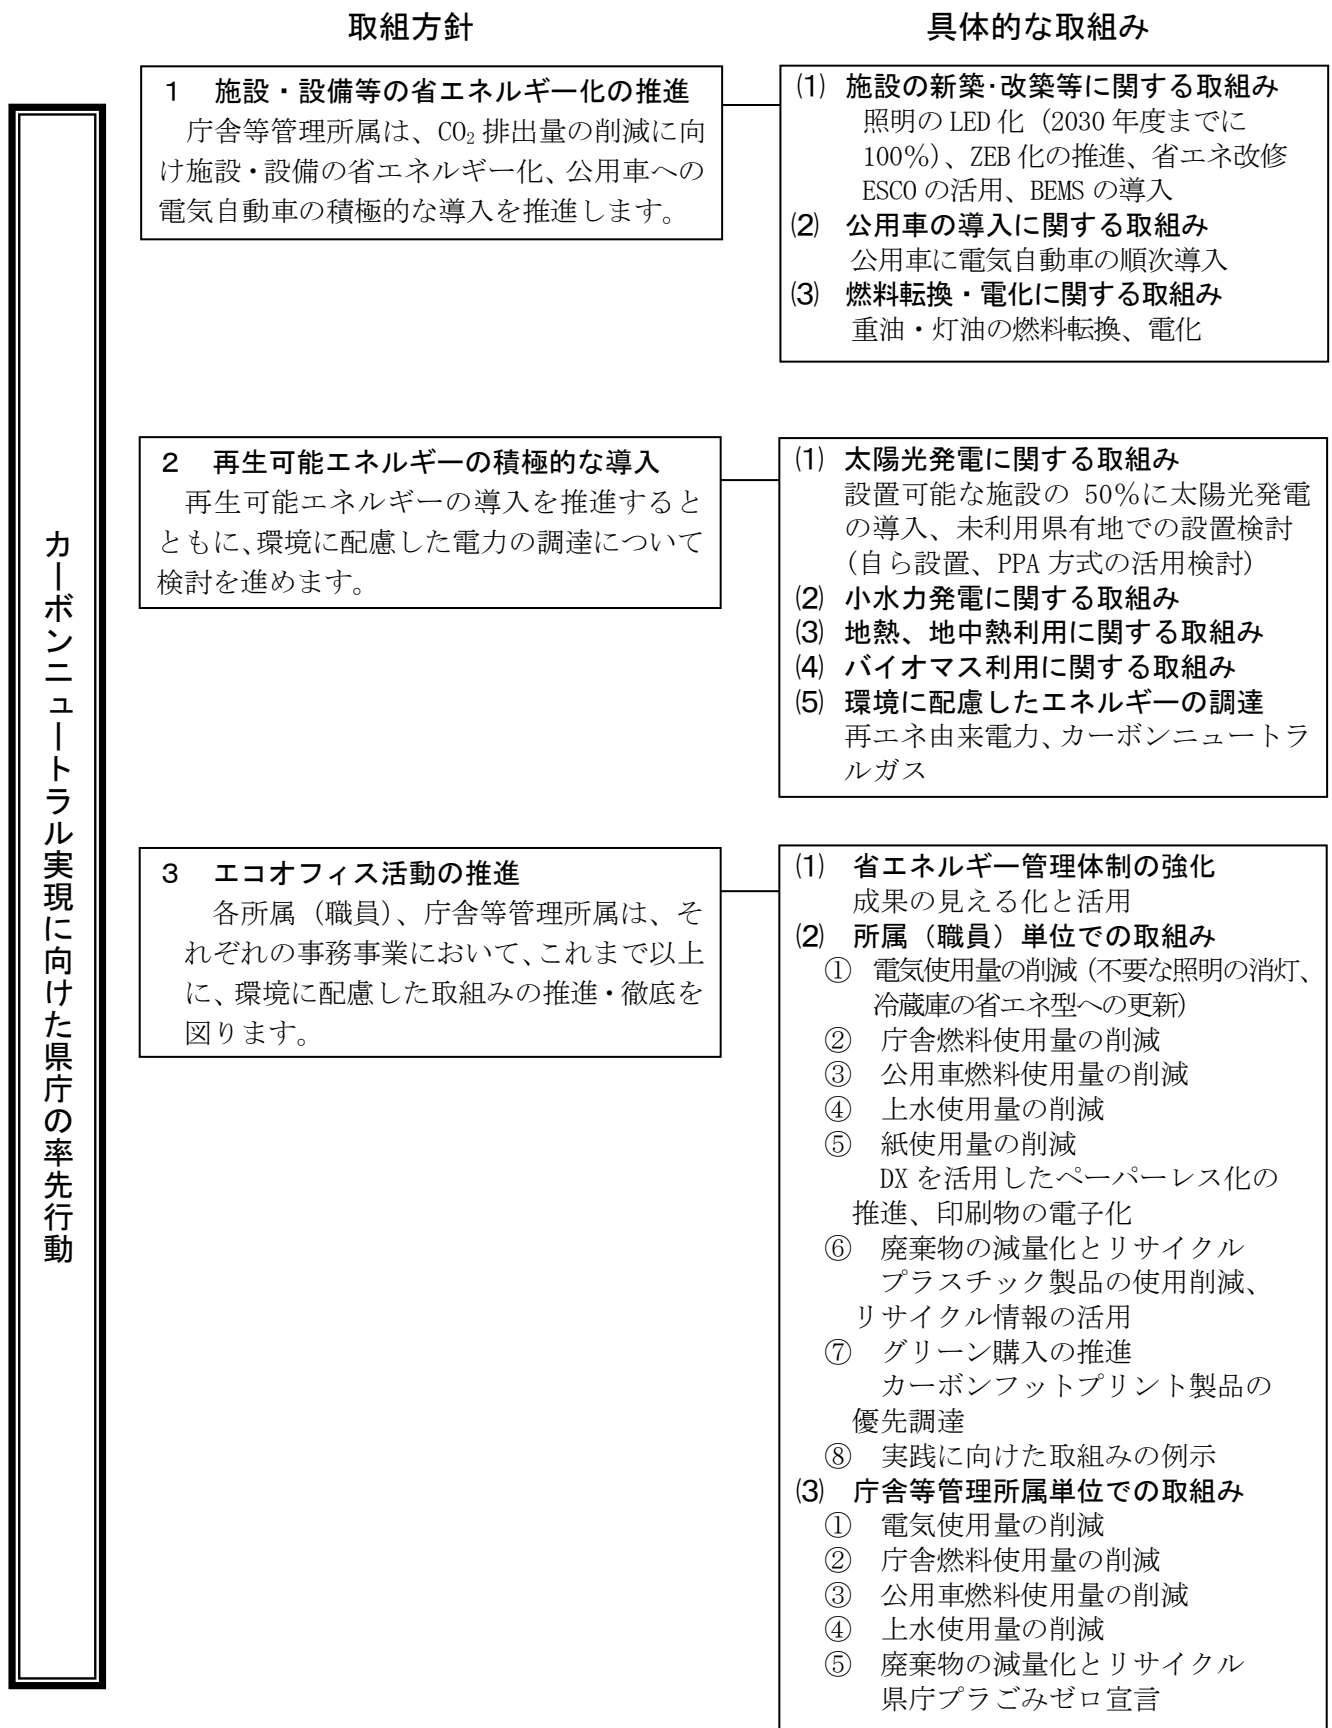 取組方針
具体的な取組み
カーボンニュートラル実現に向けた県庁の率先行動
1 施設・設備等の省エネルギー化の推進
庁舎等管理所属は、CO₂排出量の削減に向
け施設・設備の省エネルギー化、公用車への
電気自動車の積極的な導入を推進します。
⑴ 施設の新築・改築等に関する取組み
照明の LED 化（2030 年度までに
100％）、ZEB 化の推進、省エネ改修
ESCO の活用、BEMS の導入
⑵ 公用車の導入に関する取組み
公用車に電気自動車の順次導入
⑶ 燃料転換・電化に関する取組み
重油・灯油の燃料転換、電化
2 再生可能エネルギーの積極的な導入
再生可能エネルギーの導入を推進すると
ともに、環境に配慮した電力の調達について
検討を進めます。
⑴ 太陽光発電に関する取組み
設置可能な施設の 50％に太陽光発電
の導入、未利用県有地での設置検討
（自ら設置、PPA 方式の活用検討）
⑵ 小水力発電に関する取組み
⑶ 地熱、地中熱利用に関する取組み
⑷ バイオマス利用に関する取組み
⑸ 環境に配慮したエネルギーの調達
再エネ由来電力、カーボンニュートラ
ルガス
3 エコオフィス活動の推進
各所属（職員）、庁舎等管理所属は、そ
れぞれの事務事業において、これまで以上
に、環境に配慮した取組みの推進・徹底を
図ります。
⑴ 省エネルギー管理体制の強化
成果の見える化と活用
⑵ 所属（職員）単位での取組み
① 電気使用量の削減（不要な照明の消灯、
冷蔵庫の省エネ型への更新）
② 庁舎燃料使用量の削減
③ 公用車燃料使用量の削減
④ 上水使用量の削減
⑤ 紙使用量の削減
DX を活用したペーパーレス化の
推進、印刷物の電子化
⑥ 廃棄物の減量化とリサイクル
プラスチック製品の使用削減、
リサイクル情報の活用
⑦ グリーン購入の推進
カーボンフットプリント製品の
優先調達
⑧ 実践に向けた取組みの例示
⑶ 庁舎等管理所属単位での取組み
① 電気使用量の削減
② 庁舎燃料使用量の削減
③ 公用車燃料使用量の削減
④ 上水使用量の削減
⑤ 廃棄物の減量化とリサイクル
県庁プラごみゼロ宣言